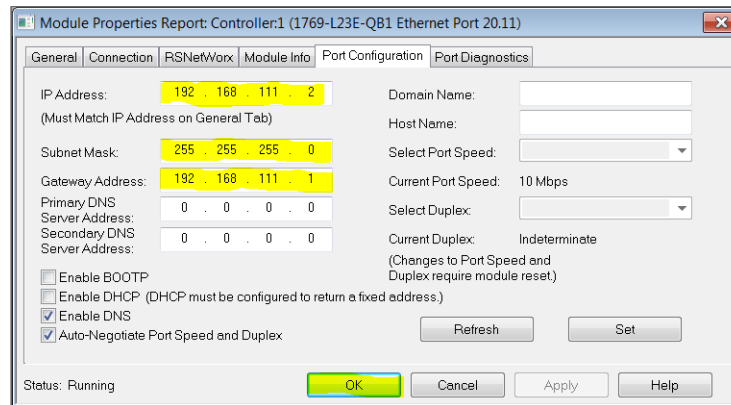 Module Properties Report: Controller:1 (1769-L23E-QB1 Ethernet Port 20.11)
General Connection RSNetWorx Module Info Port Configuration Port Diagnostics
IP Address: 192 . 168 . 111 . 2
(Must Match IP Address on General Tab)
Subnet Mask: 255 . 255 . 255 . 0
Gateway Address: 192 . 168 . 111 . 1
Primary DNS
Server Address: 0 . 0 . 0 . 0
Secondary DNS
Server Address: 0 . 0 . 0 . 0
Enable BOOTP
Enable DHCP (DHCP must be configured to return a fixed address.)
Enable DNS
Auto-Negotiate Port Speed and Duplex
Domain Name:
Host Name:
Select Port Speed:
Current Port Speed: 10 Mbps
Select Duplex:
Current Duplex: Indeterminate
(Changes to Port Speed and
Duplex require module reset.)
Refresh Set
Status: Running OK Cancel Apply Help